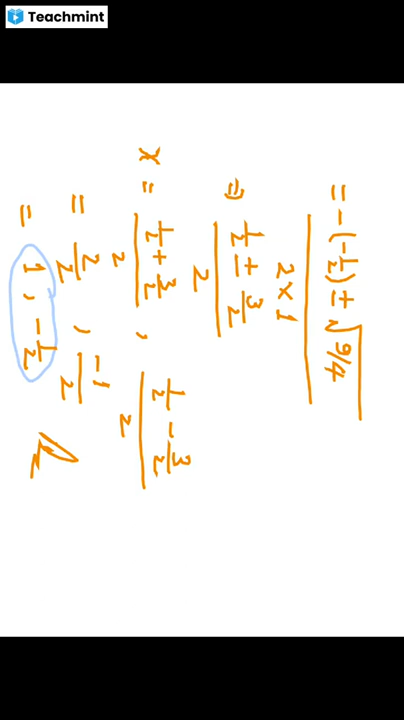 Teachmint
= -(-1/2) ± √9/4 / 2×1
⇒ 1/2 ± 3/2 / 2
x = 1/2 + 3/2 / 2 , 1/2 - 3/2 / 2
= 2/2 , -1/2
= 1 , -1/2